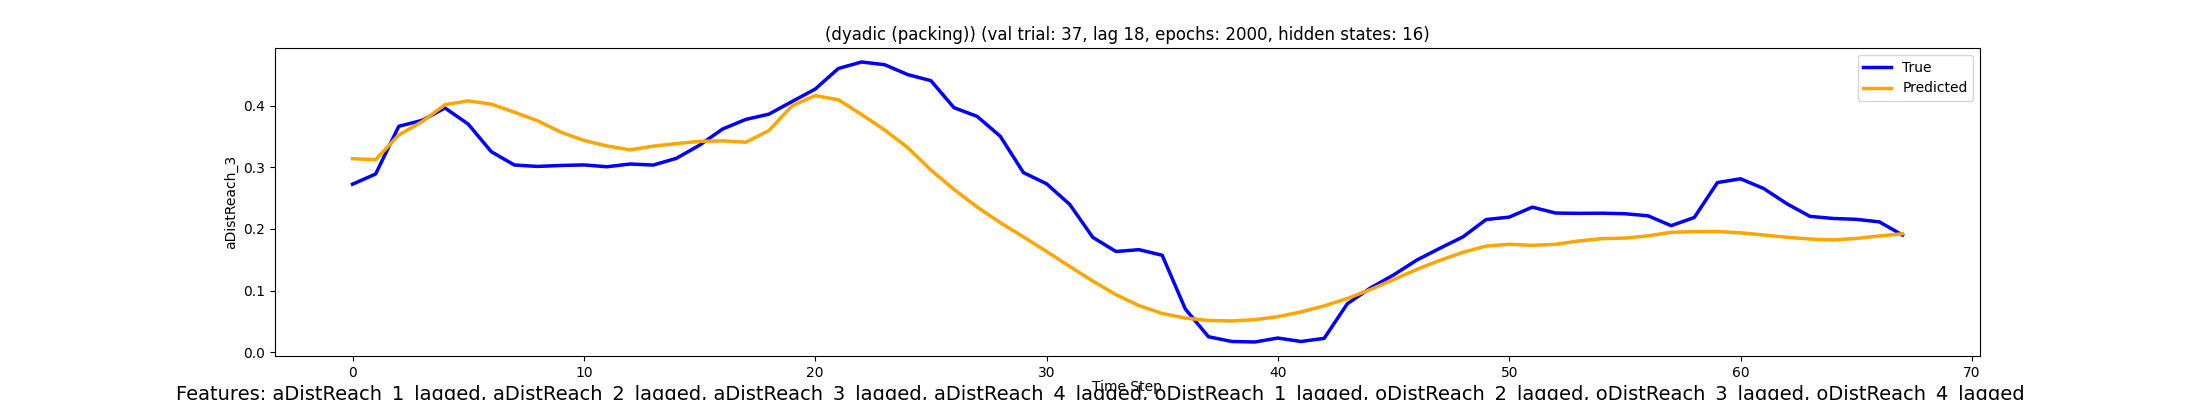 (dyadic (packing)) (val trial: 37, lag 18, epochs: 2000, hidden states: 16)
True
Predicted
aDistReach_3
0.4
0.3
0.2
0.1
0.0
0 10 20 30 40 50 60 70
Time Step
Features: aDistReach_1_lagged, aDistReach_2_lagged, aDistReach_3_lagged, aDistReach_4_lagged, oDistReach_1_lagged, oDistReach_2_lagged, oDistReach_3_lagged, oDistReach_4_lagged